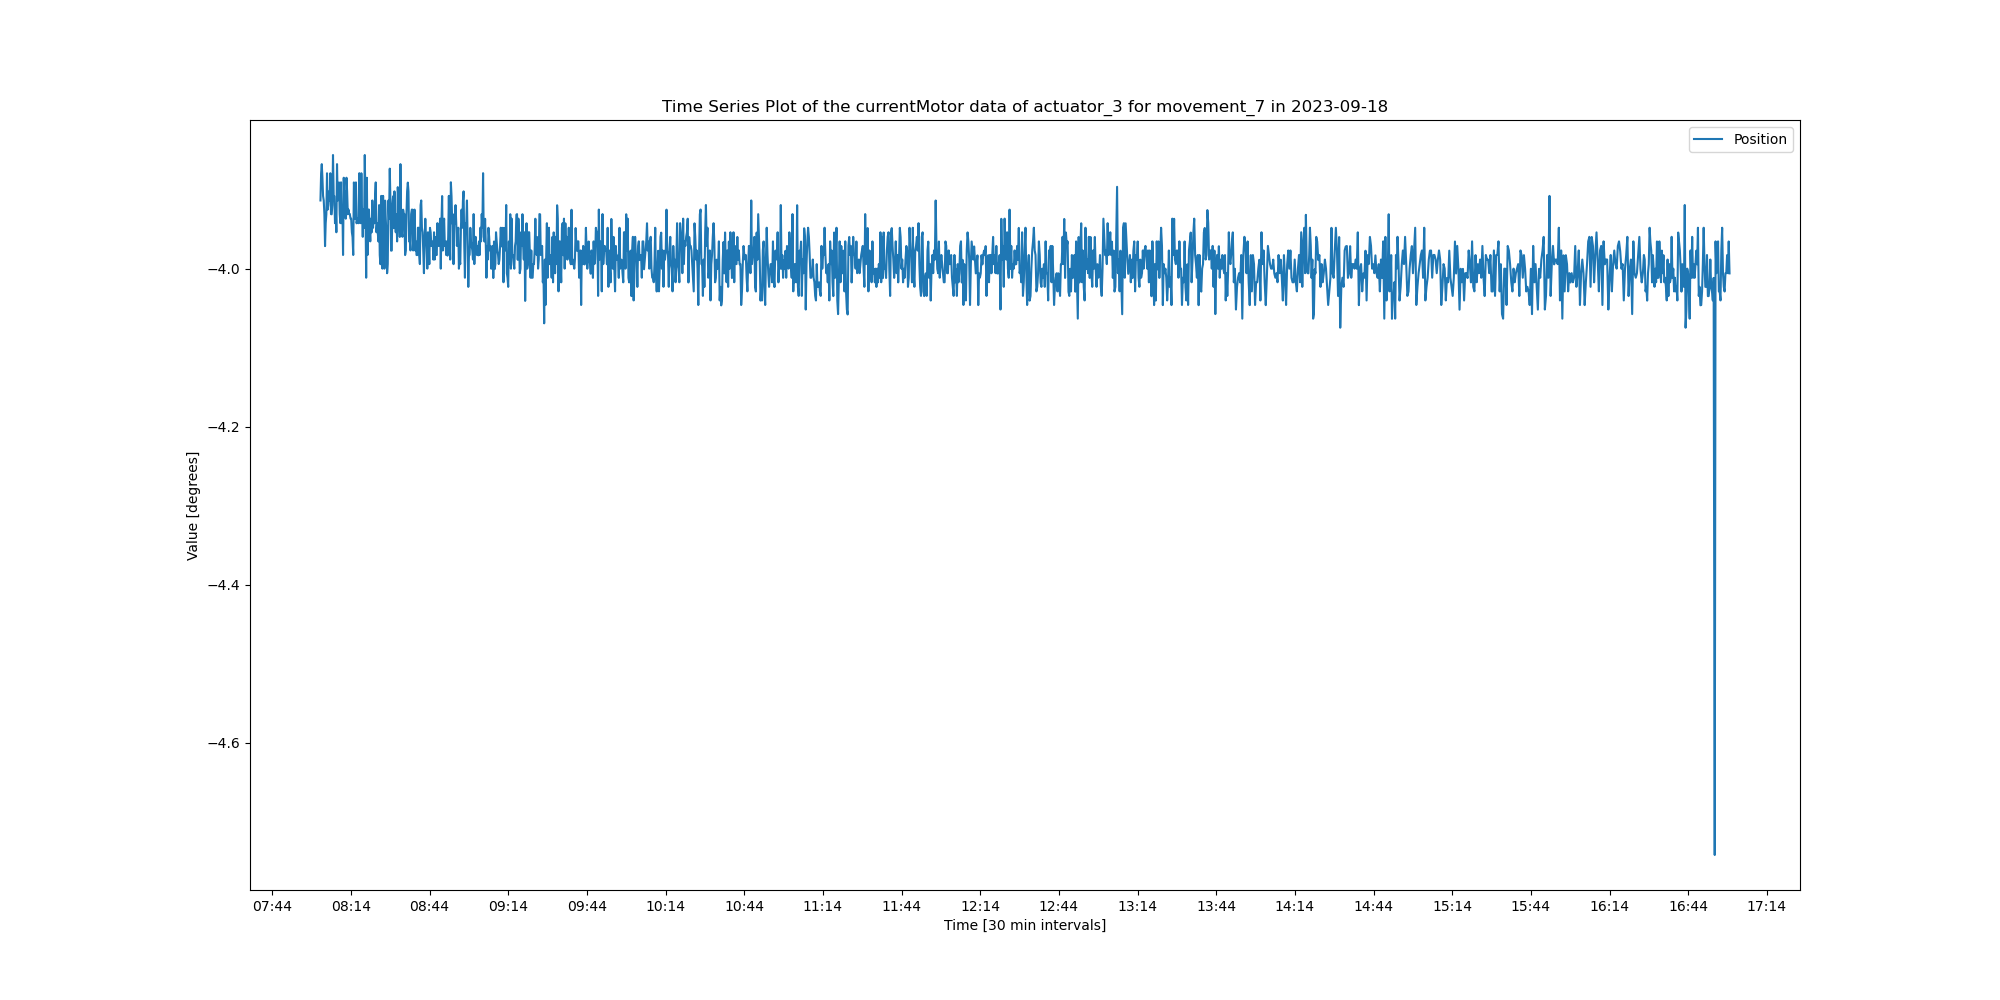 Time Series Plot of the currentMotor data of actuator_3 for movement_7 in 2023-09-18
Position
−4.0
−4.2
−4.4
−4.6
Value [degrees]
07:44 08:14 08:44 09:14 09:44 10:14 10:44 11:14 11:44 12:14 12:44 13:14 13:44 14:14 14:44 15:14 15:44 16:14 16:44 17:14
Time [30 min intervals]